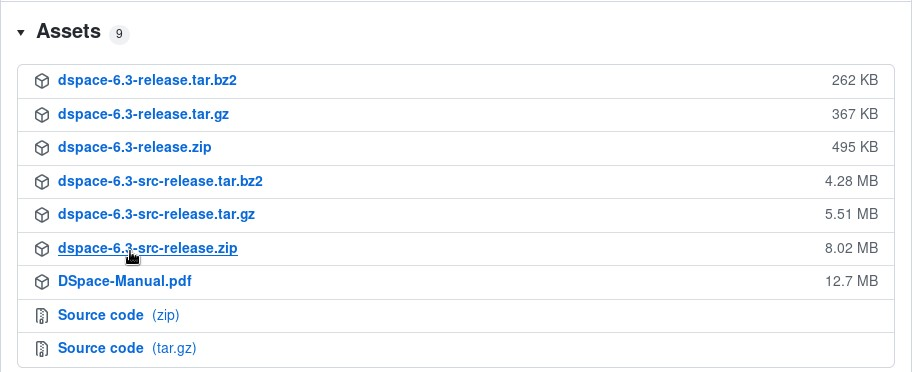 Assets 9
dspace-6.3-release.tar.bz2 262 KB
dspace-6.3-release.tar.gz 367 KB
dspace-6.3-release.zip 495 KB
dspace-6.3-src-release.tar.bz2 4.28 MB
dspace-6.3-src-release.tar.gz 5.51 MB
dspace-6.3-src-release.zip 8.02 MB
DSpace-Manual.pdf 12.7 MB
Source code (zip)
Source code (tar.gz)